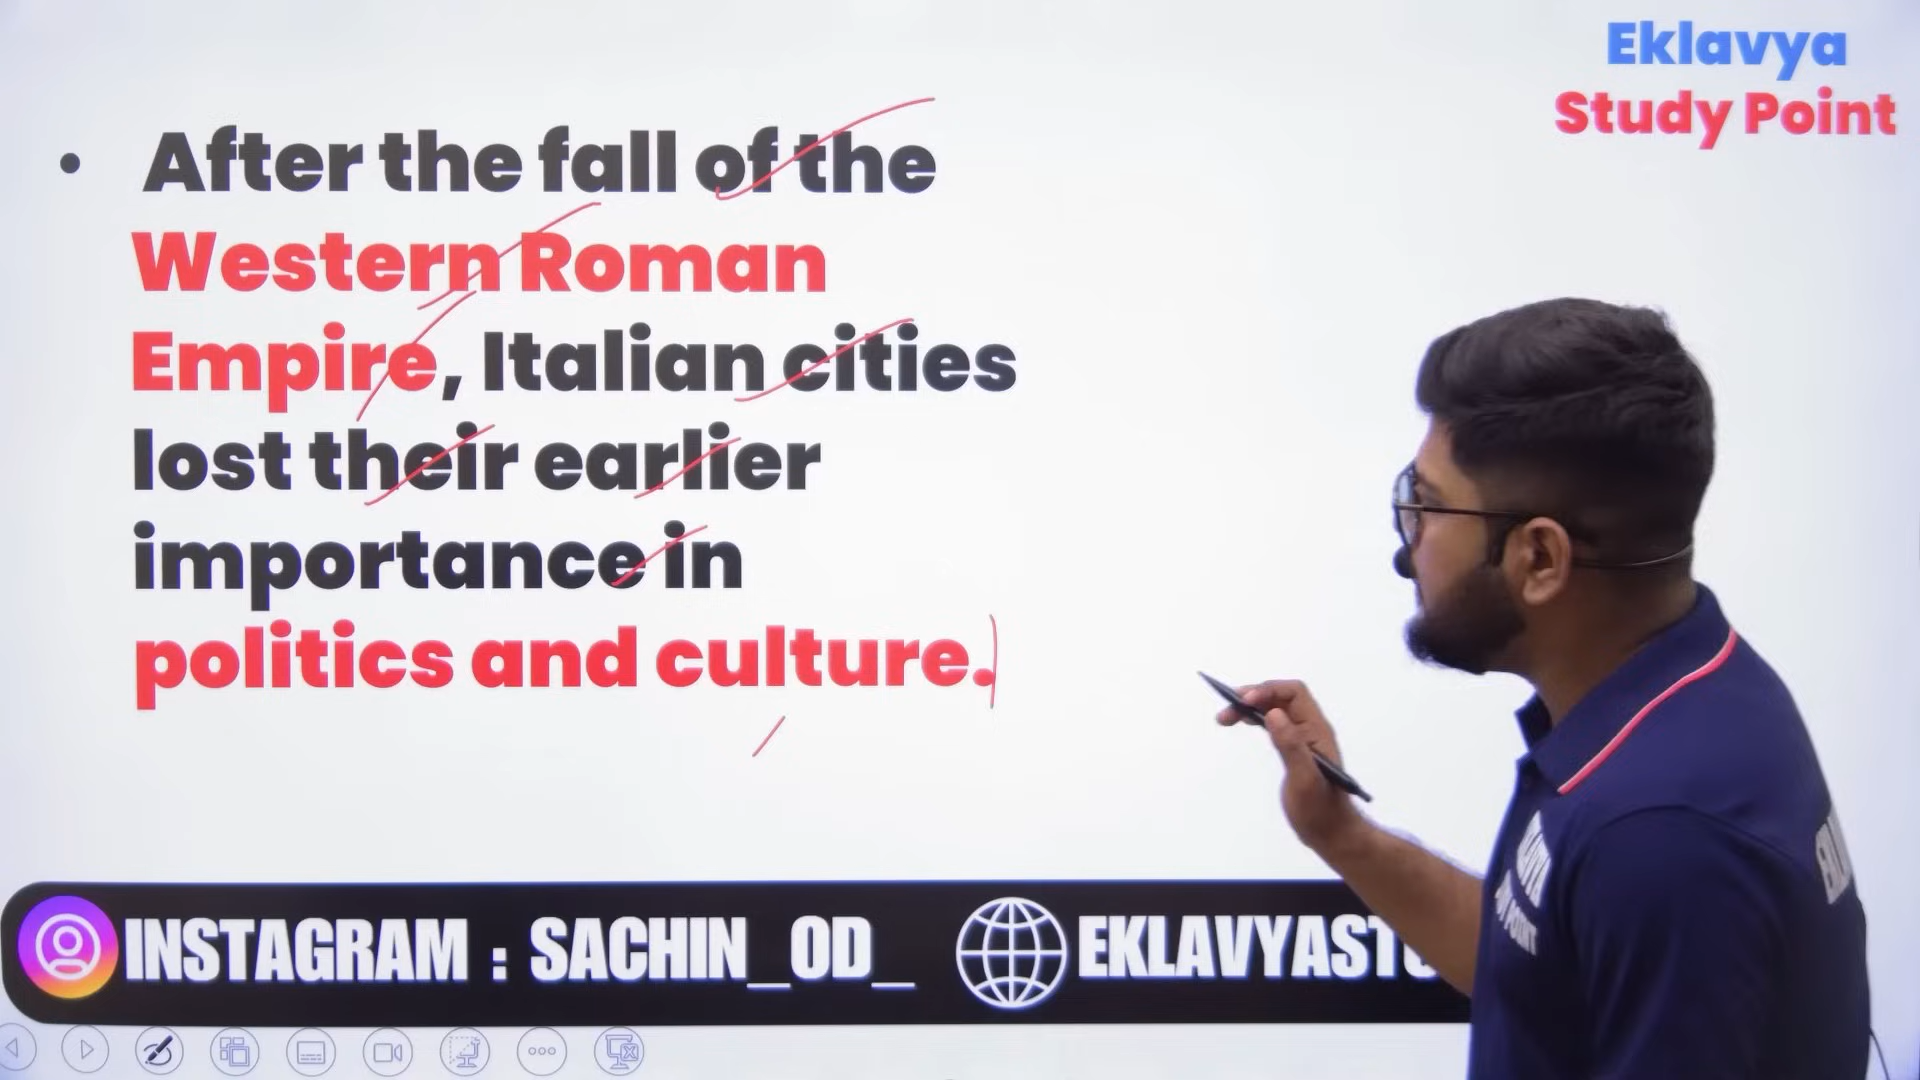 Eklavya
Study Point
• After the fall of the
Western Roman
Empire, Italian cities
lost their earlier
importance in
politics and culture.
INSTAGRAM : SACHIN_OD_